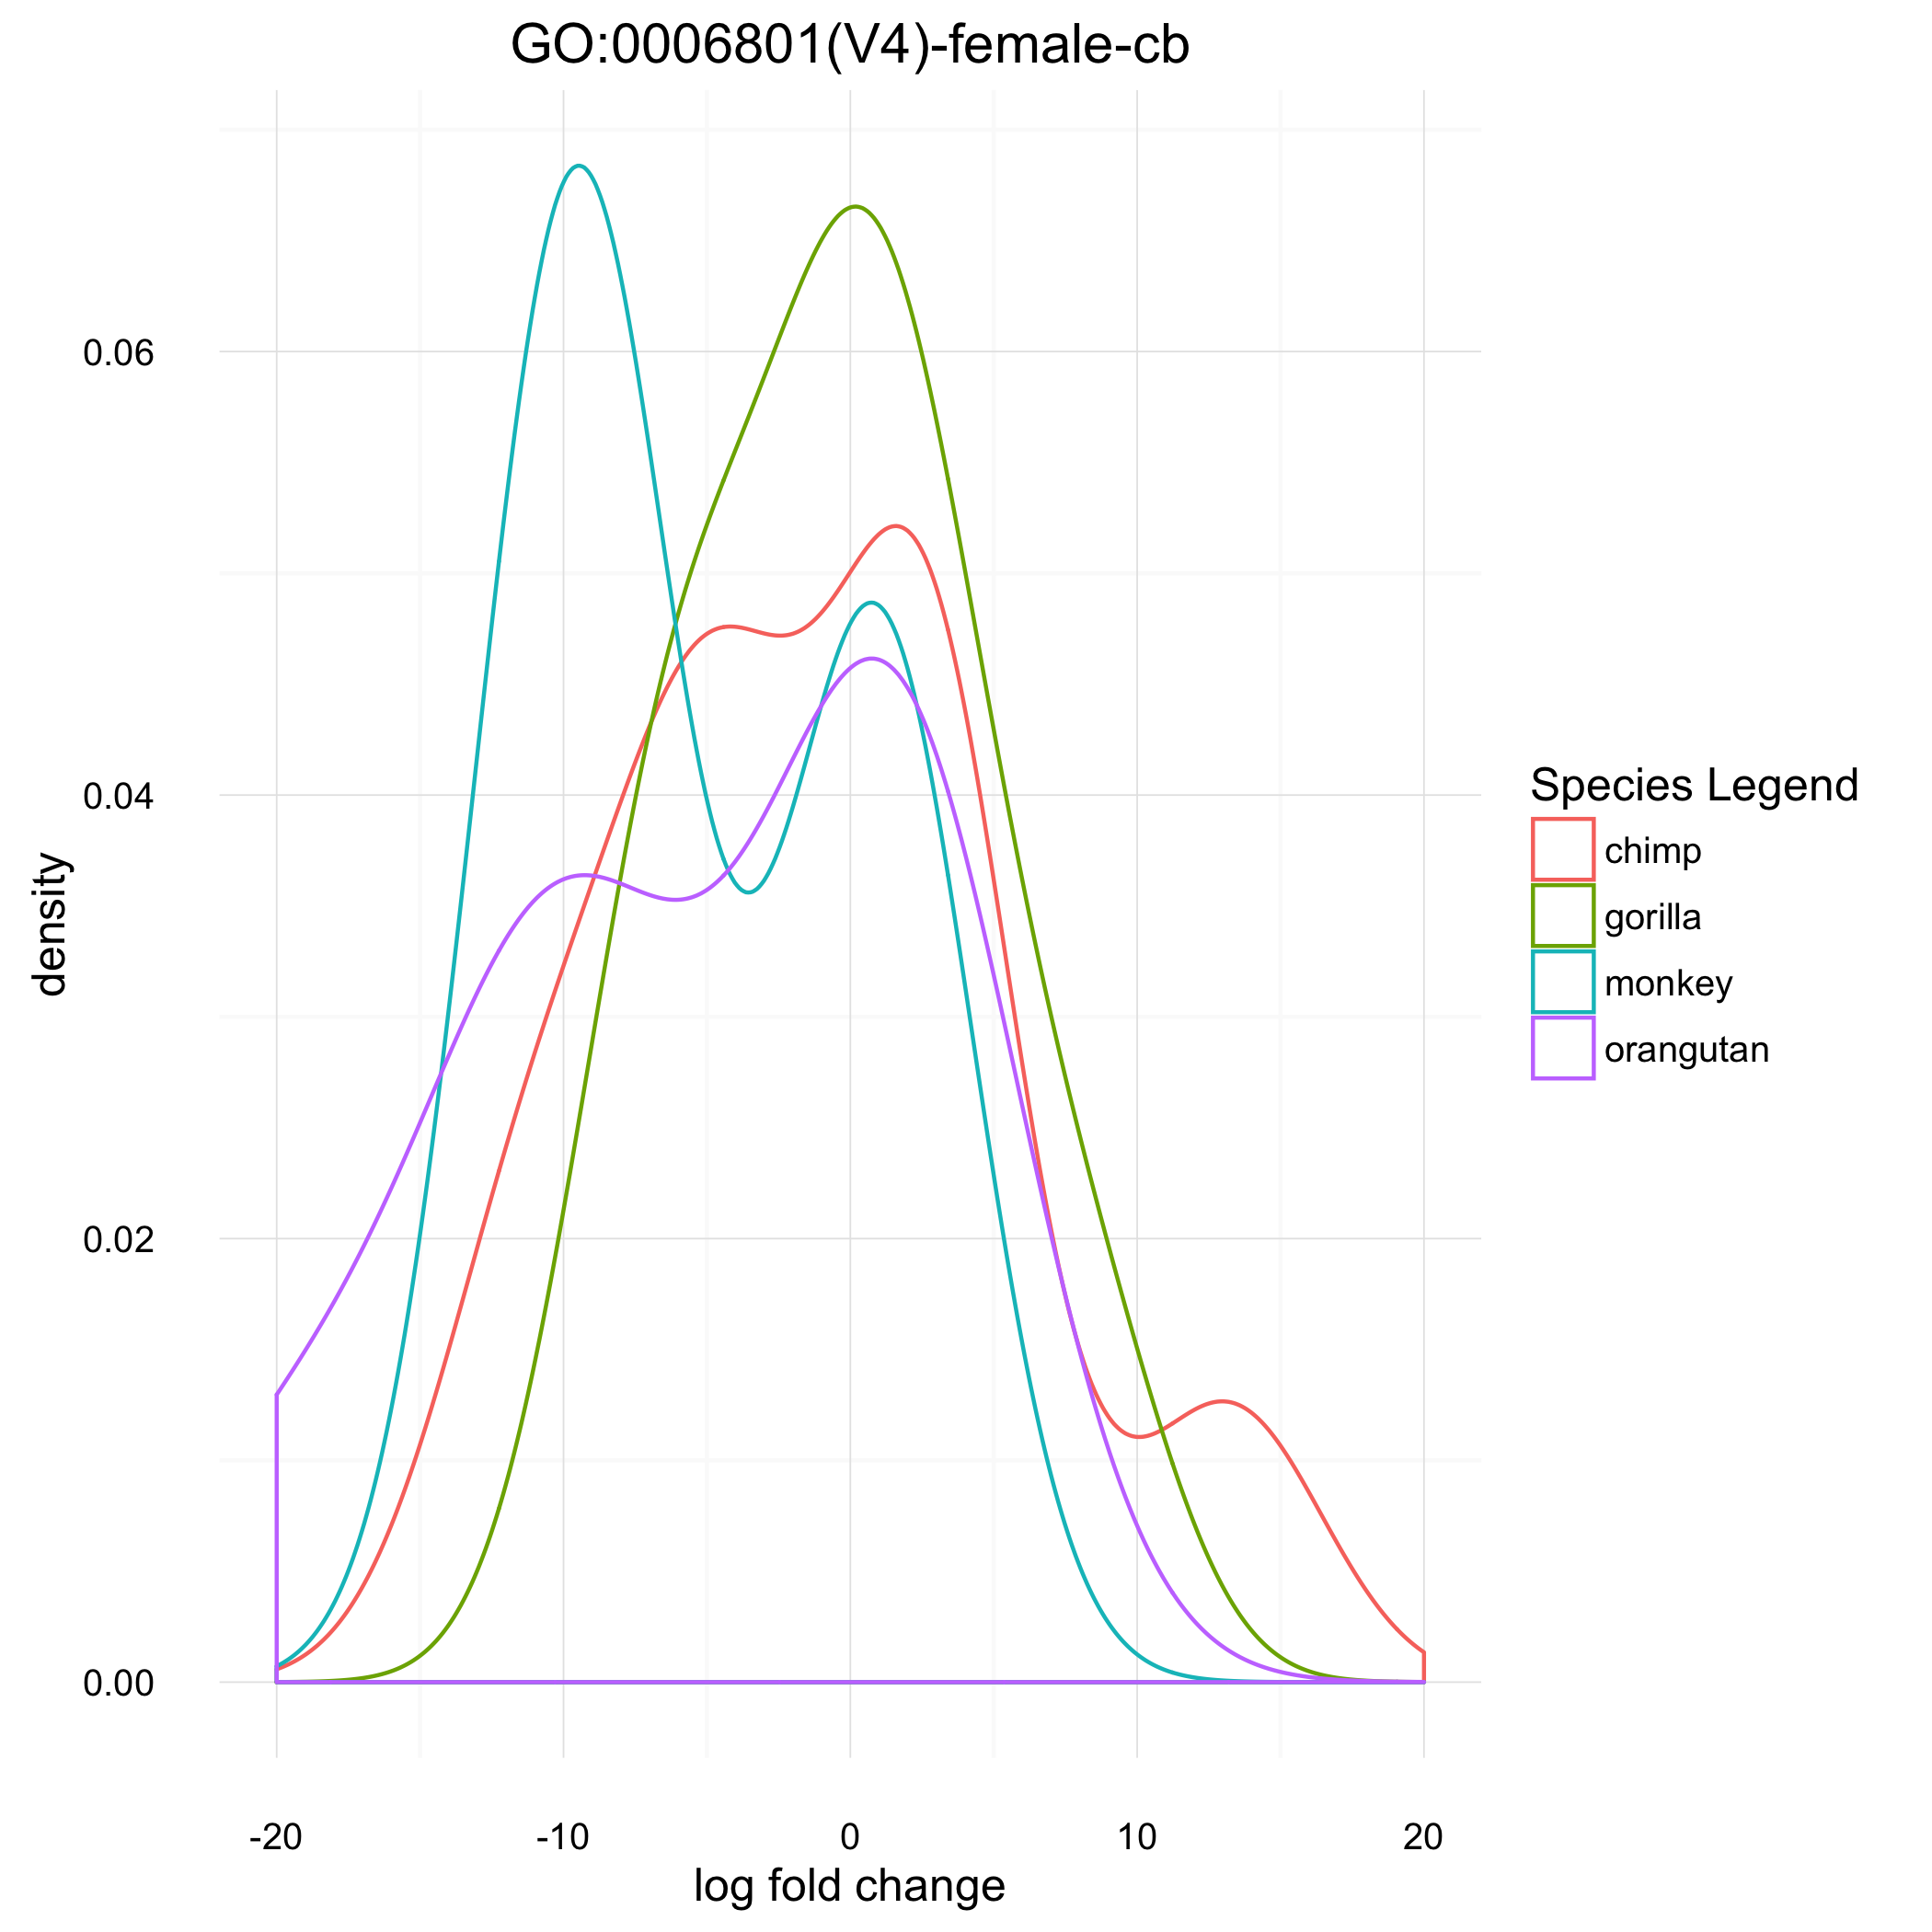 GO:0006801(V4)-female-cb
0.06
0.04
0.02
0.00
density
-20
-10
0
10
20
log fold change
Species Legend
chimp
gorilla
monkey
orangutan